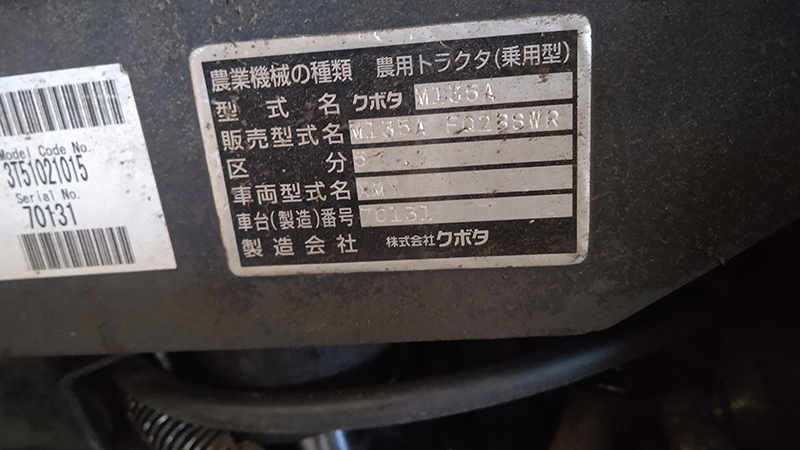 Model Code No.
3T51021015
Serial No.
70131
農業機械の種類 農用トラクタ(乗用型)
型式名 クボタ M135A
販売型式名 M135A FQ2BSWR
区分
車両型式名
車台(製造)番号 70131
製造会社 株式会社クボタ